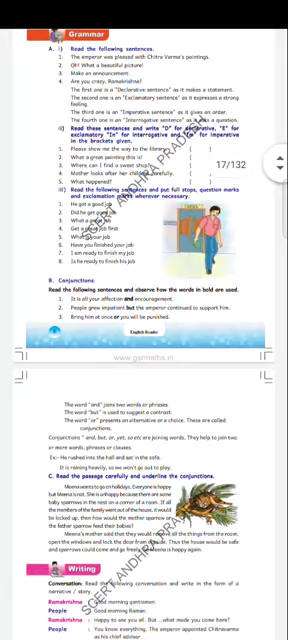 Grammar
A. i) Read the following sentences.
1. The emperor was pleased with Chitra Varma's paintings.
2. Oh! What a beautiful picture!
3. Make an announcement.
4. Are you crazy, Ramakrishna?
The first one is a "Declarative sentence" as it makes a statement.
The second one is an "Exclamatory sentence" as it expresses a strong
feeling.
The third one is an "Imperative sentence" as it gives an order.
The fourth one is an "Interrogative sentence" as it asks a question.
ii) Read these sentences and write "D" for declarative, "E" for
exclamatory "In" for interrogative and "Im" for imperative
in the brackets given.
1. Please show me the way to the library. ( )
2. What a great painting this is! ( )
3. Where can I find a sweet shop? (
17/132
4. Mother looks after her children carefully. (
5. What happened? ( )
iii) Read the following sentences and put full stops, question marks
and exclamation marks wherever necessary.
1. He got a good job
2. Did he get good job
3. What a great job
4. Get a great job first
5. What is your job
6. Have you finished your job
7. I am ready to finish my job
8. Is he ready to finish his job
B. Conjunctions:
Read the following sentences and observe how the words in bold are used.
1. It is all your affection and encouragement.
2. People grew impatient but the emperor continued to support him.
3. Bring him at once or you will be punished.
English Reader
www.gsrmaths.in
The word "and" joins two words or phrases.
The word "but" is used to suggest a contrast.
The word "or" presents an alternative or a choice. These are called
conjunctions.
Conjunctions 'and, but, or, yet, so etc are joining words. They help to join two
or more words, phrases or clauses.
Ex:- He rushed into the hall and sat in the sofa.
It is raining heavily, so we won't go out to play.
C. Read the passage carefully and underline the conjunctions.
Meena wants to go on holidays. Everyone is happy
but Meena is not. She is unhappy because there are some
baby sparrows in the nest on a corner of a room. If all
the members of the family went out of the house, it would
be locked up, then how would the mother sparrow or
the father sparrow feed their babies?
Meena's mother said that they would remove all the things from the room,
open the windows and lock the door from outside. Thus the house would be safe
and sparrows could come and go freely. So Meena is happy again.
SCERT ANDHRA PRADESH
Writing
Conversation: Read the following conversation and write in the form of a
narrative / story.
Ramakrishna : Good morning gentlemen.
People : Good morning Raman.
Ramakrishna : Happy to see you all. But... what made you come here?
People : You know everything. The emperor appointed Chitravarma
as his chief advisor.